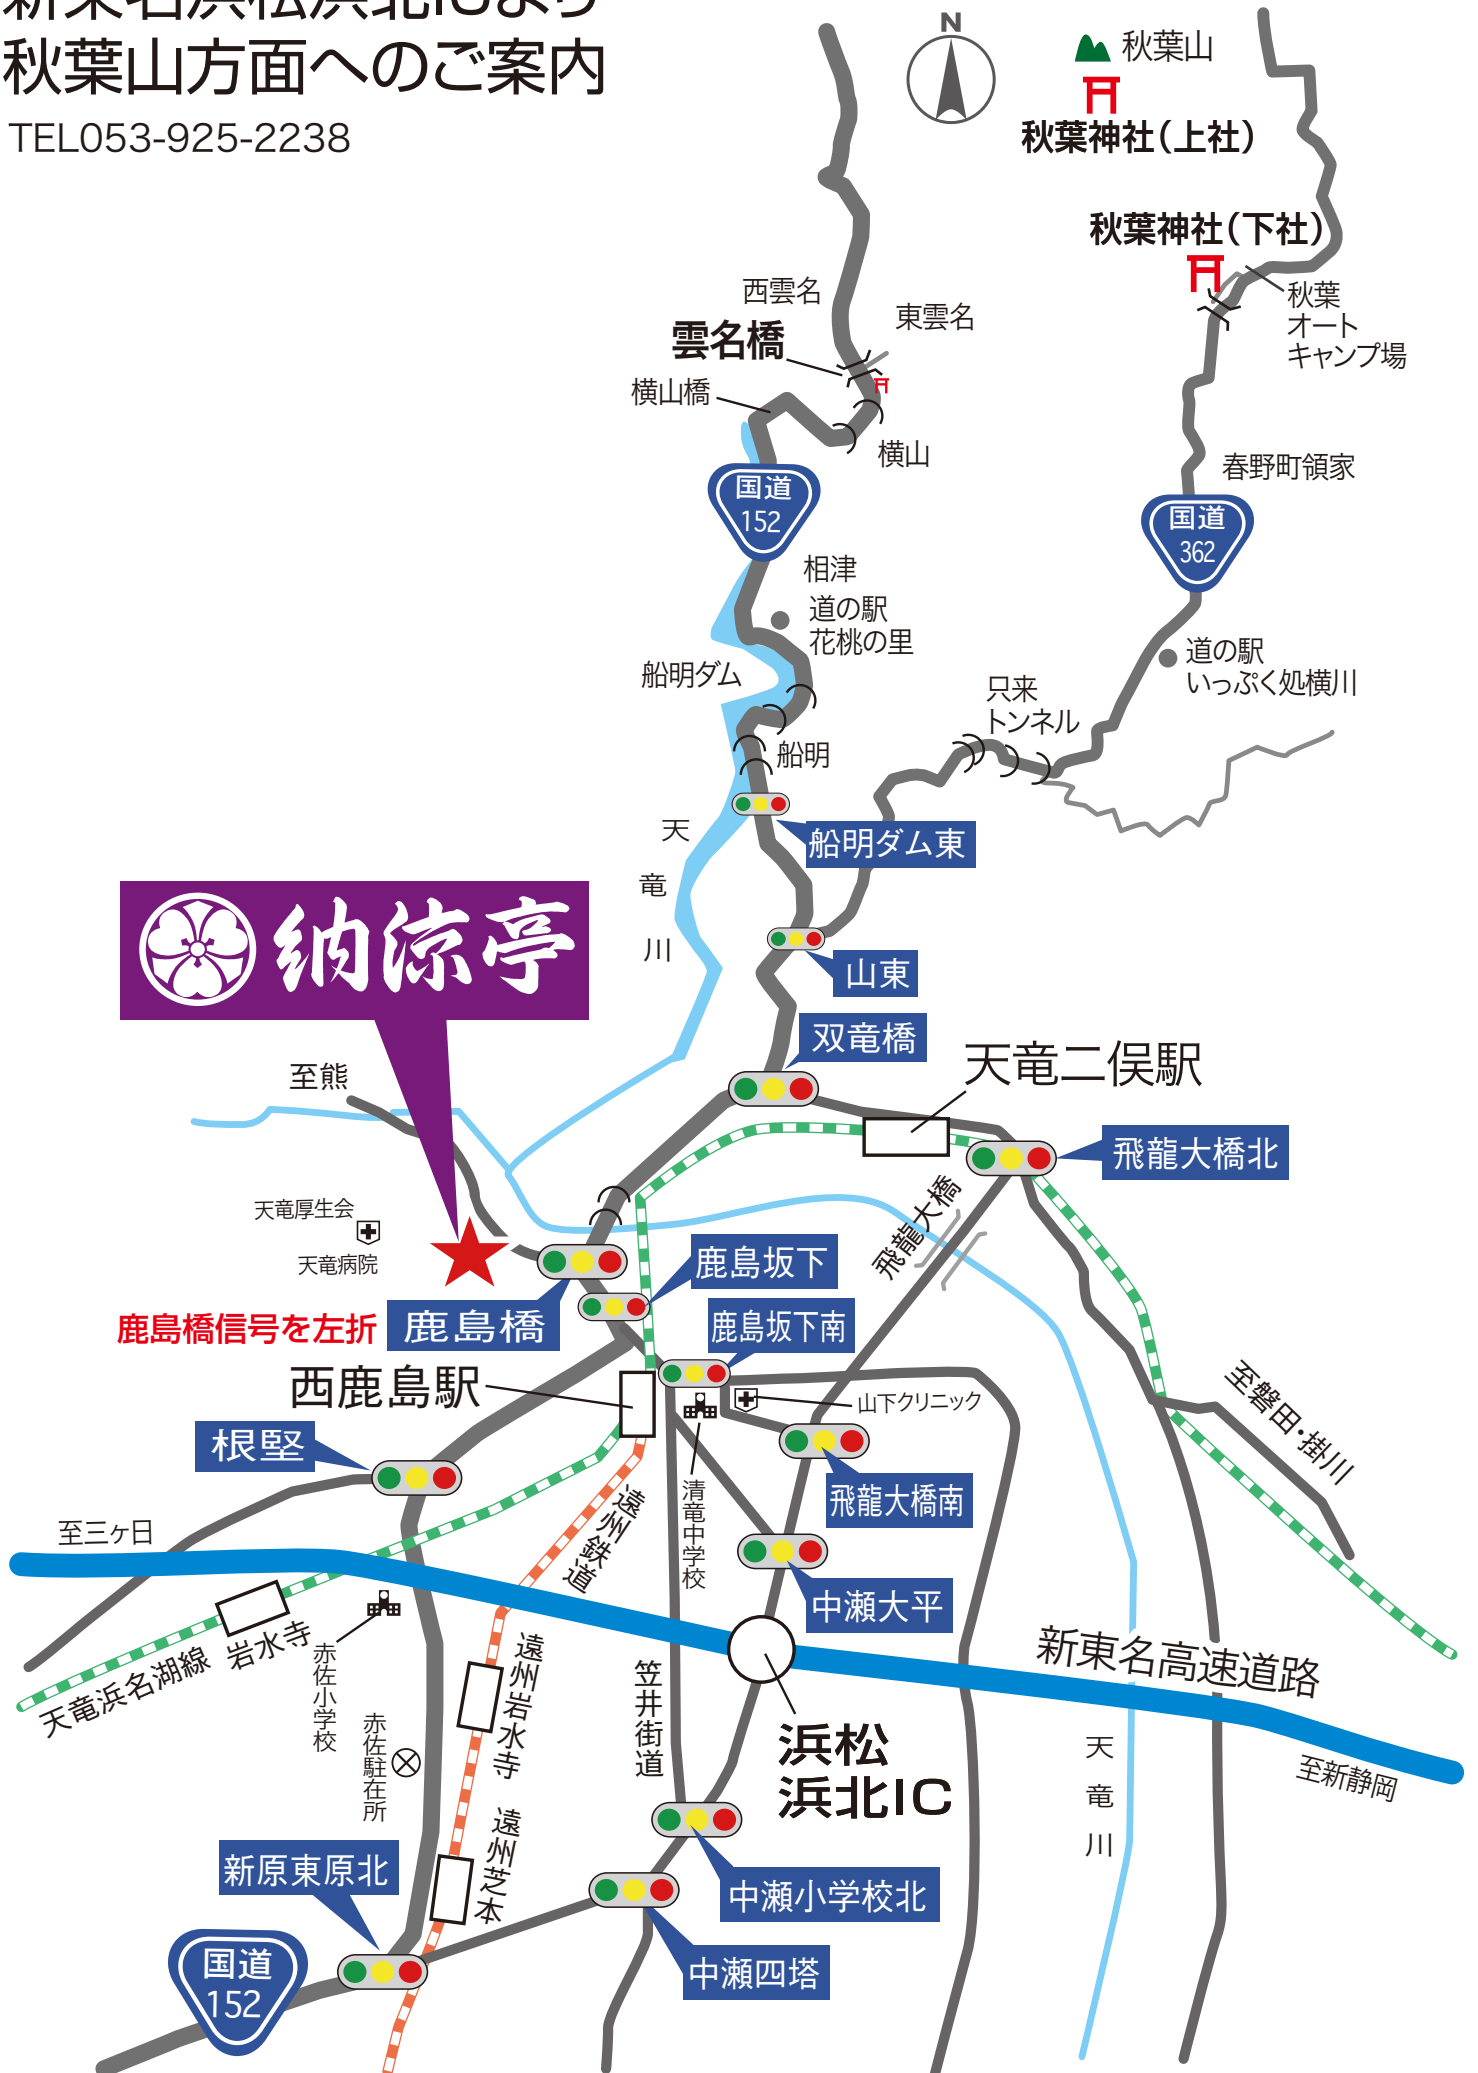 新東名浜松浜北ICより
秋葉山方面へのご案内
TEL053-925-2238
N
秋葉山
秋葉神社(上社)
秋葉神社(下社)
秋葉
オート
キャンプ場
西雲名
東雲名
雲名橋
横山橋
横山
春野町領家
国道
152
国道
362
相津
道の駅
花桃の里
道の駅
いっぷく処横川
船明ダム
只来
トンネル
船明
天竜川
船明ダム東
納涼亭
山東
双竜橋
天竜二俣駅
至熊
飛龍大橋北
飛龍大橋
天竜厚生会
天竜病院
鹿島坂下
鹿島坂下南
鹿島橋信号を左折
鹿島橋
西鹿島駅
山下クリニック
至磐田・掛川
根堅
清竜中学校
飛龍大橋南
遠州鉄道
至三ヶ日
中瀬大平
岩水寺
天竜浜名湖線
赤佐小学校
遠州岩水寺
笠井街道
新東名高速道路
赤佐駐在所
浜松
浜北IC
天竜川
至新静岡
遠州芝本
新原東原北
中瀬小学校北
中瀬四塔
国道
152